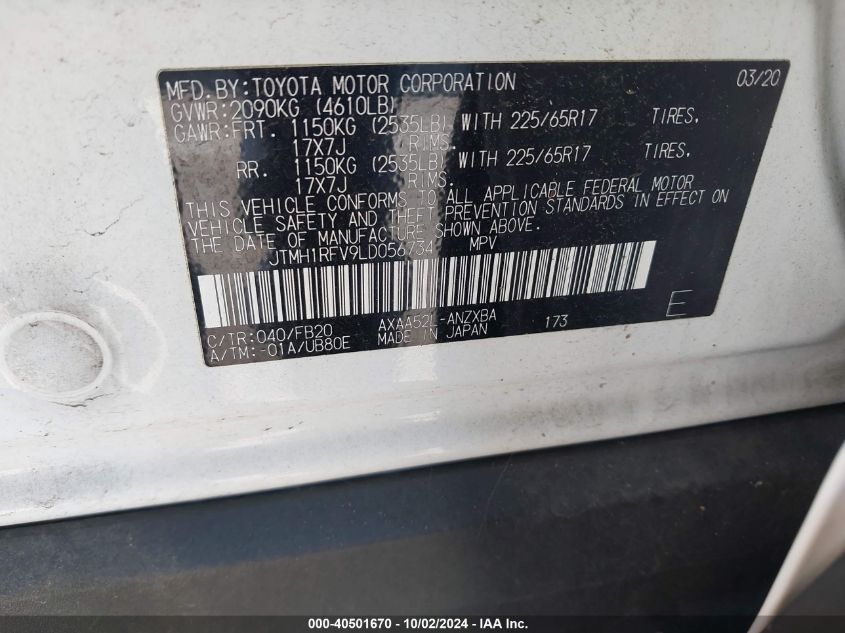 MFD.BY:TOYOTA MOTOR CORPORATION 03/20
GVWR:2090KG (4610LB)
GAWR:FRT. 1150KG (2535LB) WITH 225/65R17 TIRES,
17X7J RIMS.
RR. 1150KG (2535LB) WITH 225/65R17 TIRES,
17X7J RIMS.
THIS VEHICLE CONFORMS TO ALL APPLICABLE FEDERAL MOTOR
VEHICLE SAFETY AND THEFT PREVENTION STANDARDS IN EFFECT ON
THE DATE OF MANUFACTURE SHOWN ABOVE.
JTMH1RFV9LD056734 MPV
C/TR:040/FB20 AXAA52L-ANZXBA 173 E
A/TM:-01A/UB80E MADE IN JAPAN
000-40501670 - 10/02/2024 - IAA Inc.